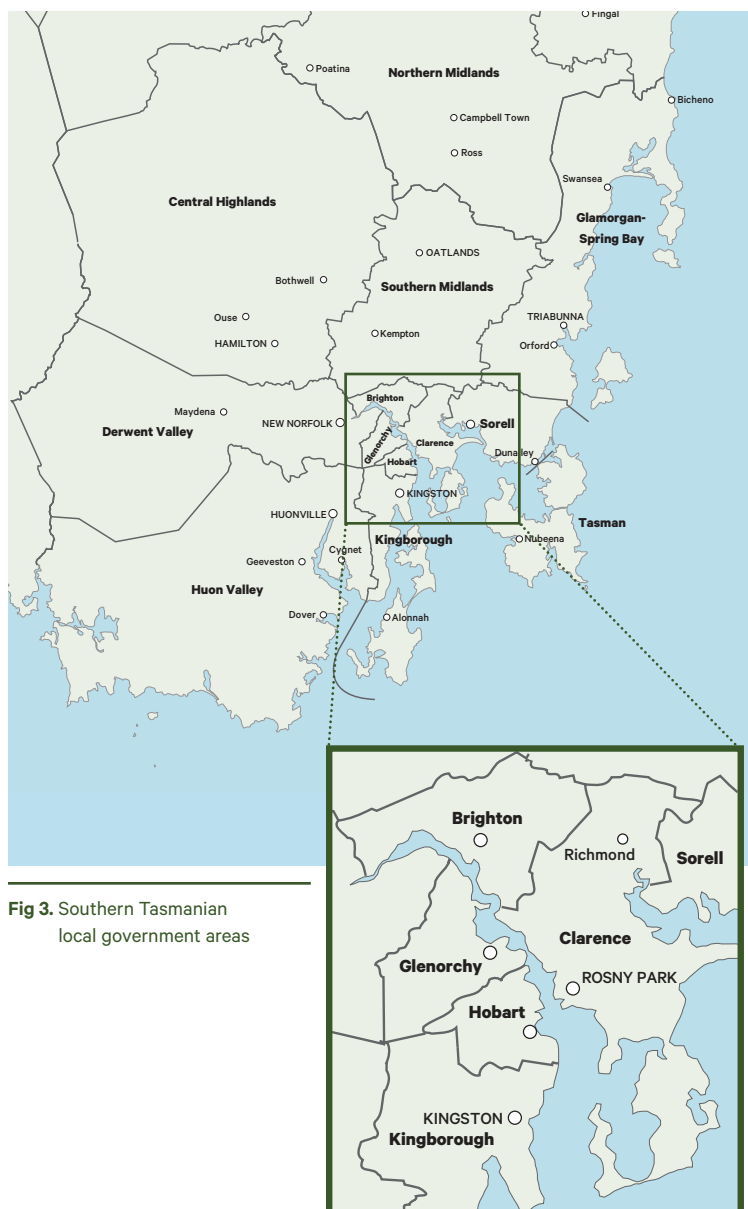 Fingal
Poatina
Northern Midlands
Bicheno
Campbell Town
Ross
Swansea
Central Highlands
Glamorgan-
Spring Bay
OATLANDS
Bothwell
Southern Midlands
Ouse
TRIABUNNA
Kempton
HAMILTON
Orford
Brighton
Maydena
NEW NORFOLK
Sorell
Derwent Valley
Glenorchy
Clarence
Dunalley
Hobart
KINGSTON
HUONVILLE
Tasman
Kingborough
Nubeena
Cygnet
Geeveston
Huon Valley
Dover
Alonnah
Brighton
Richmond
Sorell
Clarence
Glenorchy
ROSNY PARK
Hobart
KINGSTON
Kingborough
Fig 3. Southern Tasmanian
local government areas